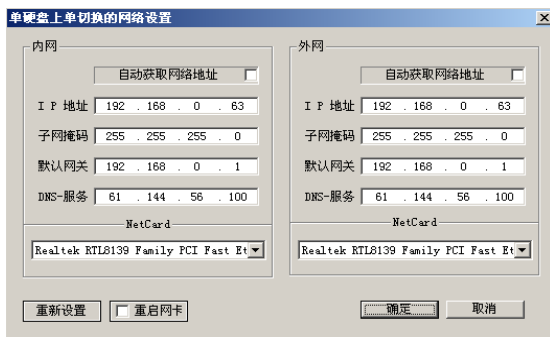 单硬盘上单切换的网络设置
内网
自动获取网络地址
I P 地址 192 . 168 . 0 . 63
子网掩码 255 . 255 . 255 . 0
默认网关 192 . 168 . 0 . 1
DNS-服务 61 . 144 . 56 . 100
NetCard
Realtek RTL8139 Family PCI Fast Et
外网
自动获取网络地址
I P 地址 192 . 168 . 0 . 63
子网掩码 255 . 255 . 255 . 0
默认网关 192 . 168 . 0 . 1
DNS-服务 61 . 144 . 56 . 100
NetCard
Realtek RTL8139 Family PCI Fast Et
重新设置 重启网卡 确定 取消